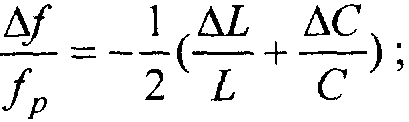 Δf/f_p = -1/2(ΔL/L + ΔC/C) ;